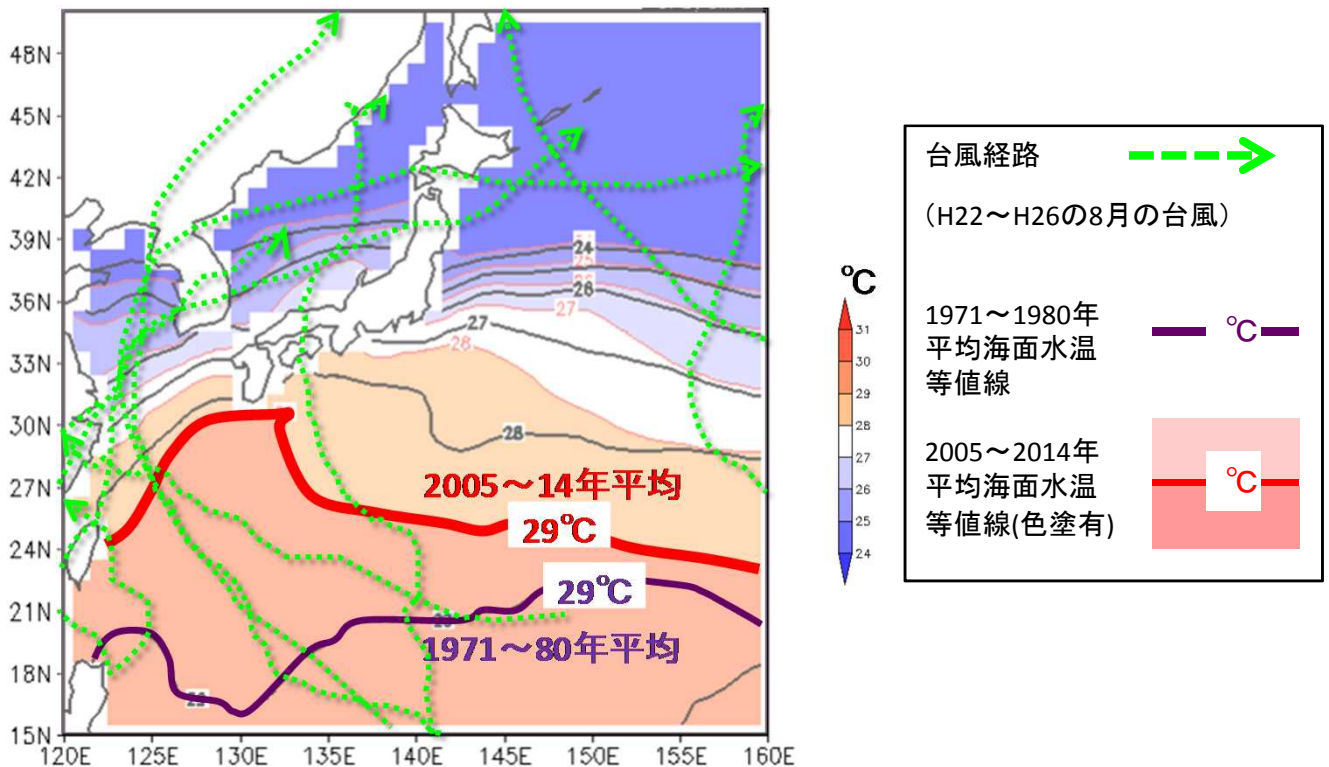 48N
45N
42N
39N
36N
33N
30N
27N
24N
21N
18N
15N
120E 125E 130E 135E 140E 145E 150E 155E 160E
24
25
26
27
27
28
28
2005～14年平均
29℃
29℃
1971～80年平均
℃
31
30
29
28
27
26
25
24
台風経路
（H22～H26の8月の台風）
1971～1980年
平均海面水温
等値線
℃
2005～2014年
平均海面水温
等値線(色塗有)
℃